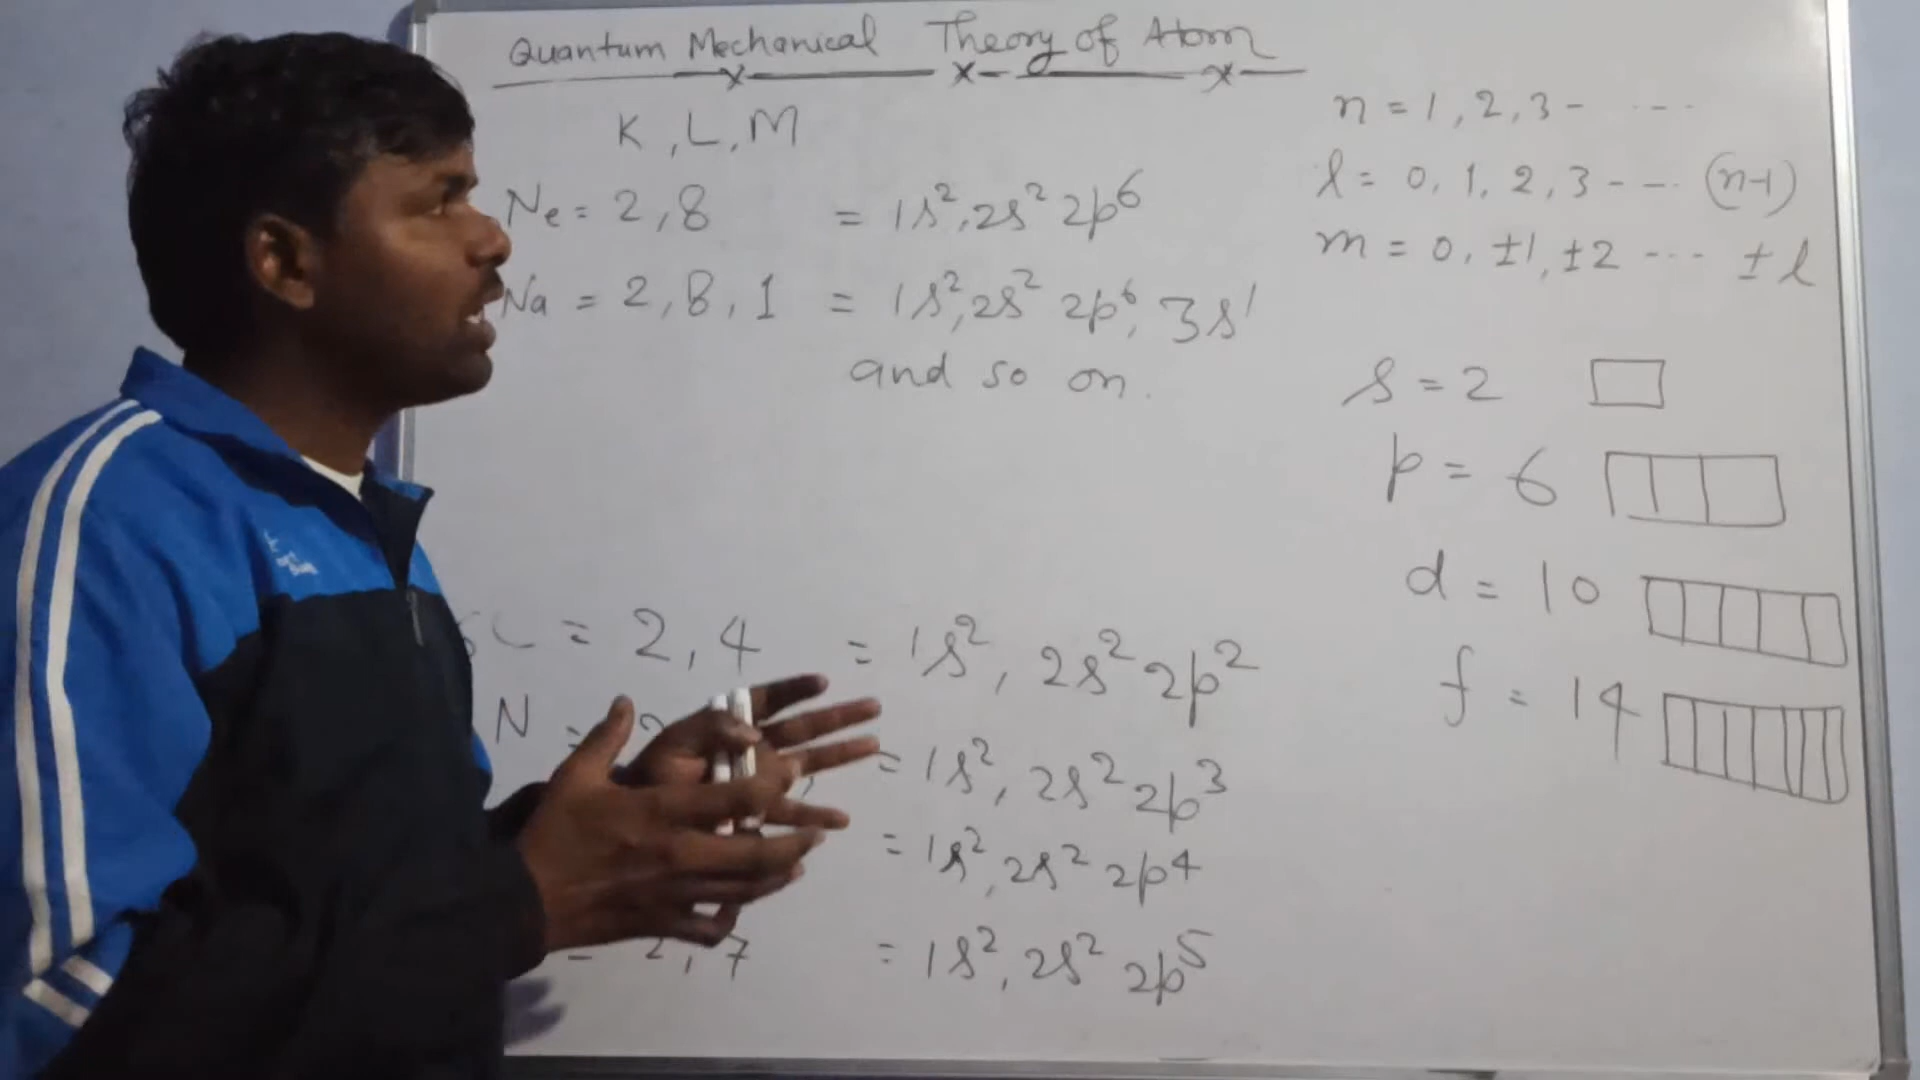 Quantum Mechanical Theory of Atom
K, L, M
Ne = 2, 8 = 1s², 2s² 2p⁶
Na = 2, 8, 1 = 1s², 2s² 2p⁶, 3s¹
and so on.
C = 2, 4 = 1s², 2s² 2p²
N = 2 = 1s², 2s² 2p³
= 1s², 2s² 2p⁴
= 2, 7 = 1s², 2s² 2p⁵
n = 1, 2, 3 - - - -
l = 0, 1, 2, 3 - - - (n-1)
m = 0, ±1, ±2 - - - ± l
s = 2
p = 6
d = 10
f = 14